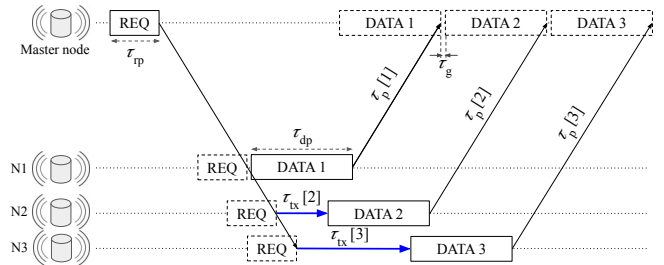 REQ DATA 1 DATA 2 DATA 3
Master node
τrp τg
τp[1] τp[2] τp[3]
τdp
N1 REQ DATA 1
τtx[2]
N2 REQ DATA 2
τtx[3]
N3 REQ DATA 3